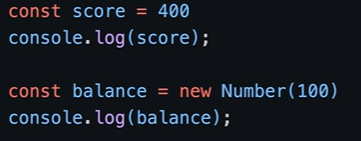 const score = 400
console.log(score);
const balance = new Number(100)
console.log(balance);